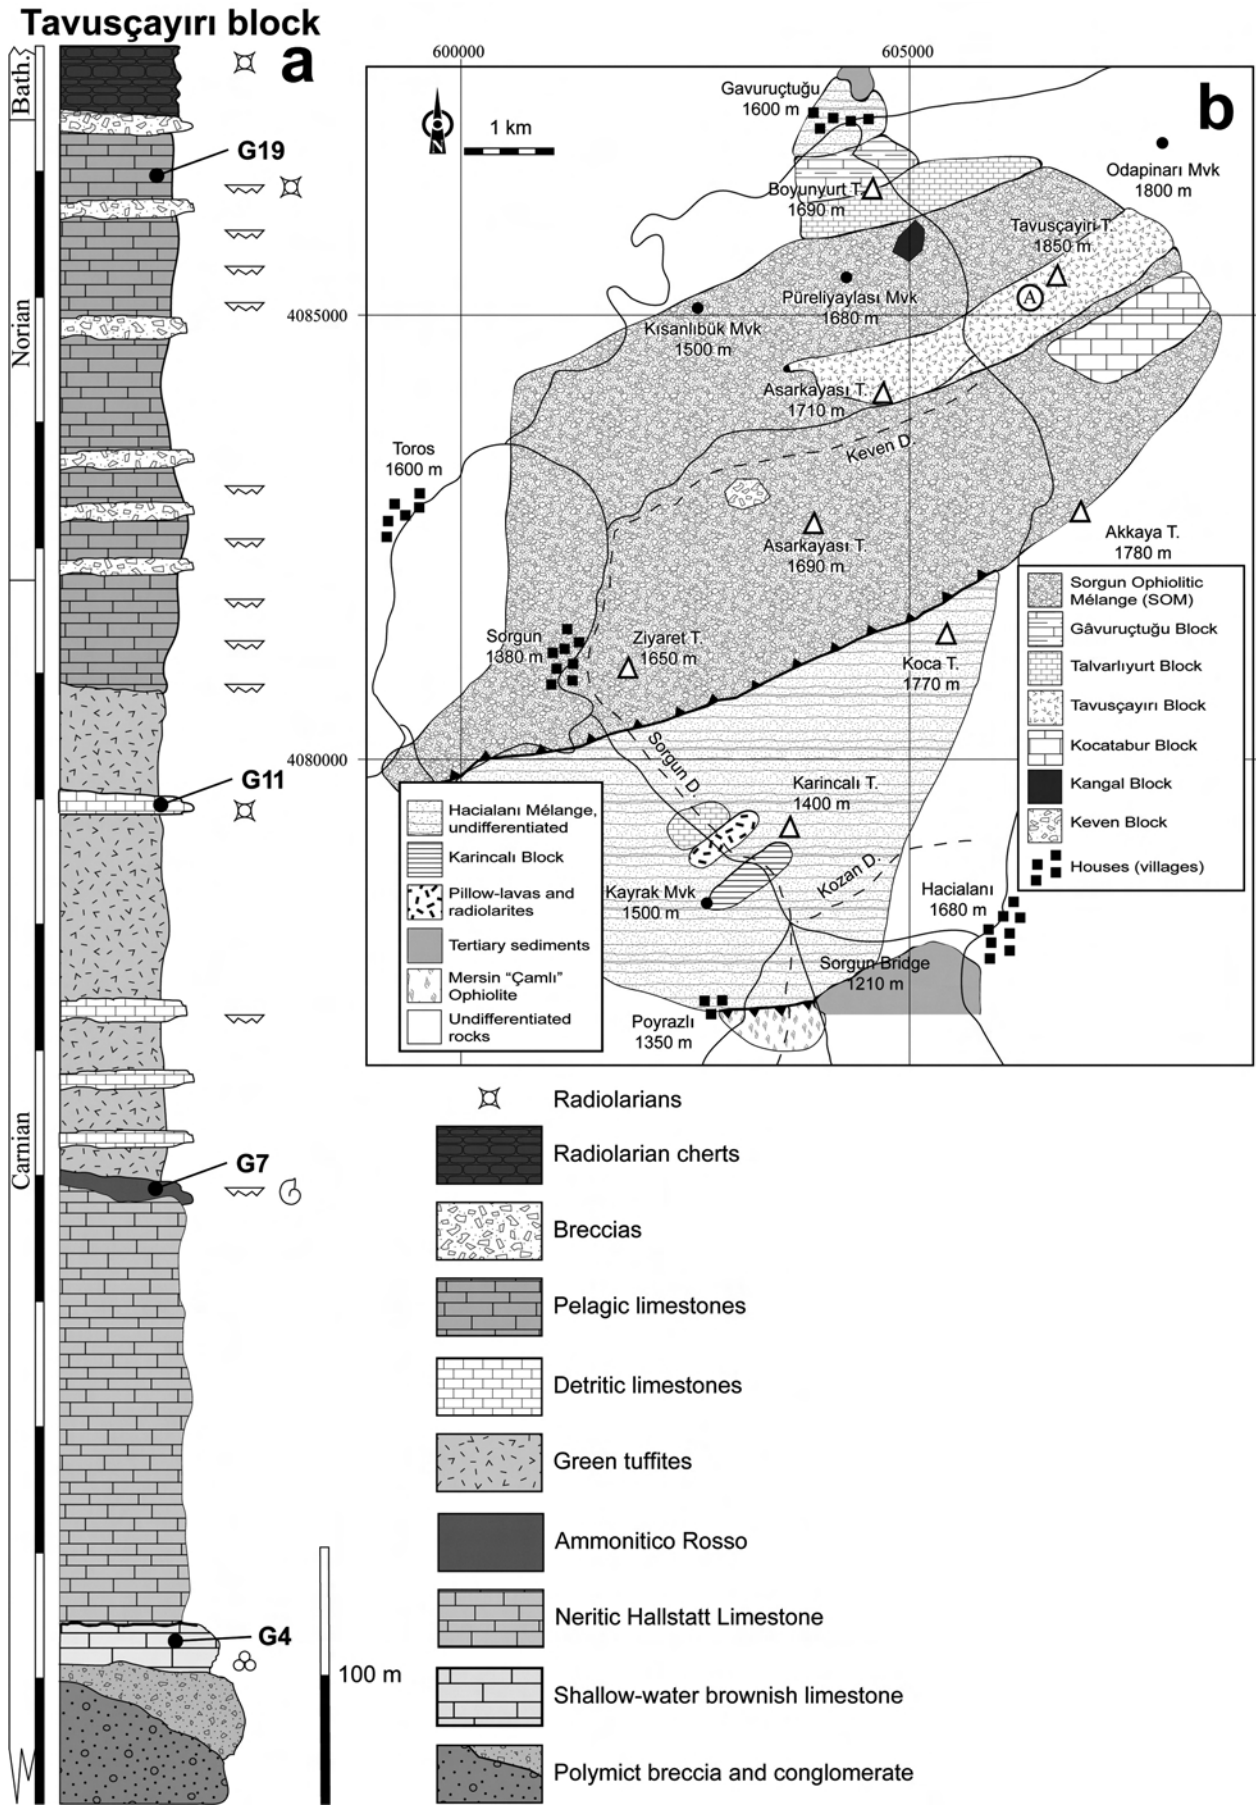 Tavusçayırı block
a
Bath.
Norian
Carnian
G19
G11
G7
G4
100 m
600000
605000
4085000
4080000
b
N
1 km
Gavuruçtuğu
1600 m
Odapinarı Mvk
1800 m
Boyunyurt T.
1690 m
Tavusçayiri T.
1850 m
A
Püreliyaylası Mvk
1680 m
Kısanlıbük Mvk
1500 m
Asarkayası T.
1710 m
Keven D.
Toros
1600 m
Asarkayası T.
1690 m
Akkaya T.
1780 m
Sorgun
1380 m
Ziyaret T.
1650 m
Koca T.
1770 m
Sorgun D.
Karincalı T.
1400 m
Kayrak Mvk
1500 m
Kozan D.
Hacialanı
1680 m
Sorgun Bridge
1210 m
Poyrazlı
1350 m
Sorgun Ophiolitic
Mélange (SOM)
Gâvuruçtuğu Block
Talvarlıyurt Block
Tavusçayırı Block
Kocatabur Block
Kangal Block
Keven Block
Houses (villages)
Hacialanı Mélange,
undifferentiated
Karincalı Block
Pillow-lavas and
radiolarites
Tertiary sediments
Mersin “Çamlı”
Ophiolite
Undifferentiated
rocks
Radiolarians
Radiolarian cherts
Breccias
Pelagic limestones
Detritic limestones
Green tuffites
Ammonitico Rosso
Neritic Hallstatt Limestone
Shallow-water brownish limestone
Polymict breccia and conglomerate